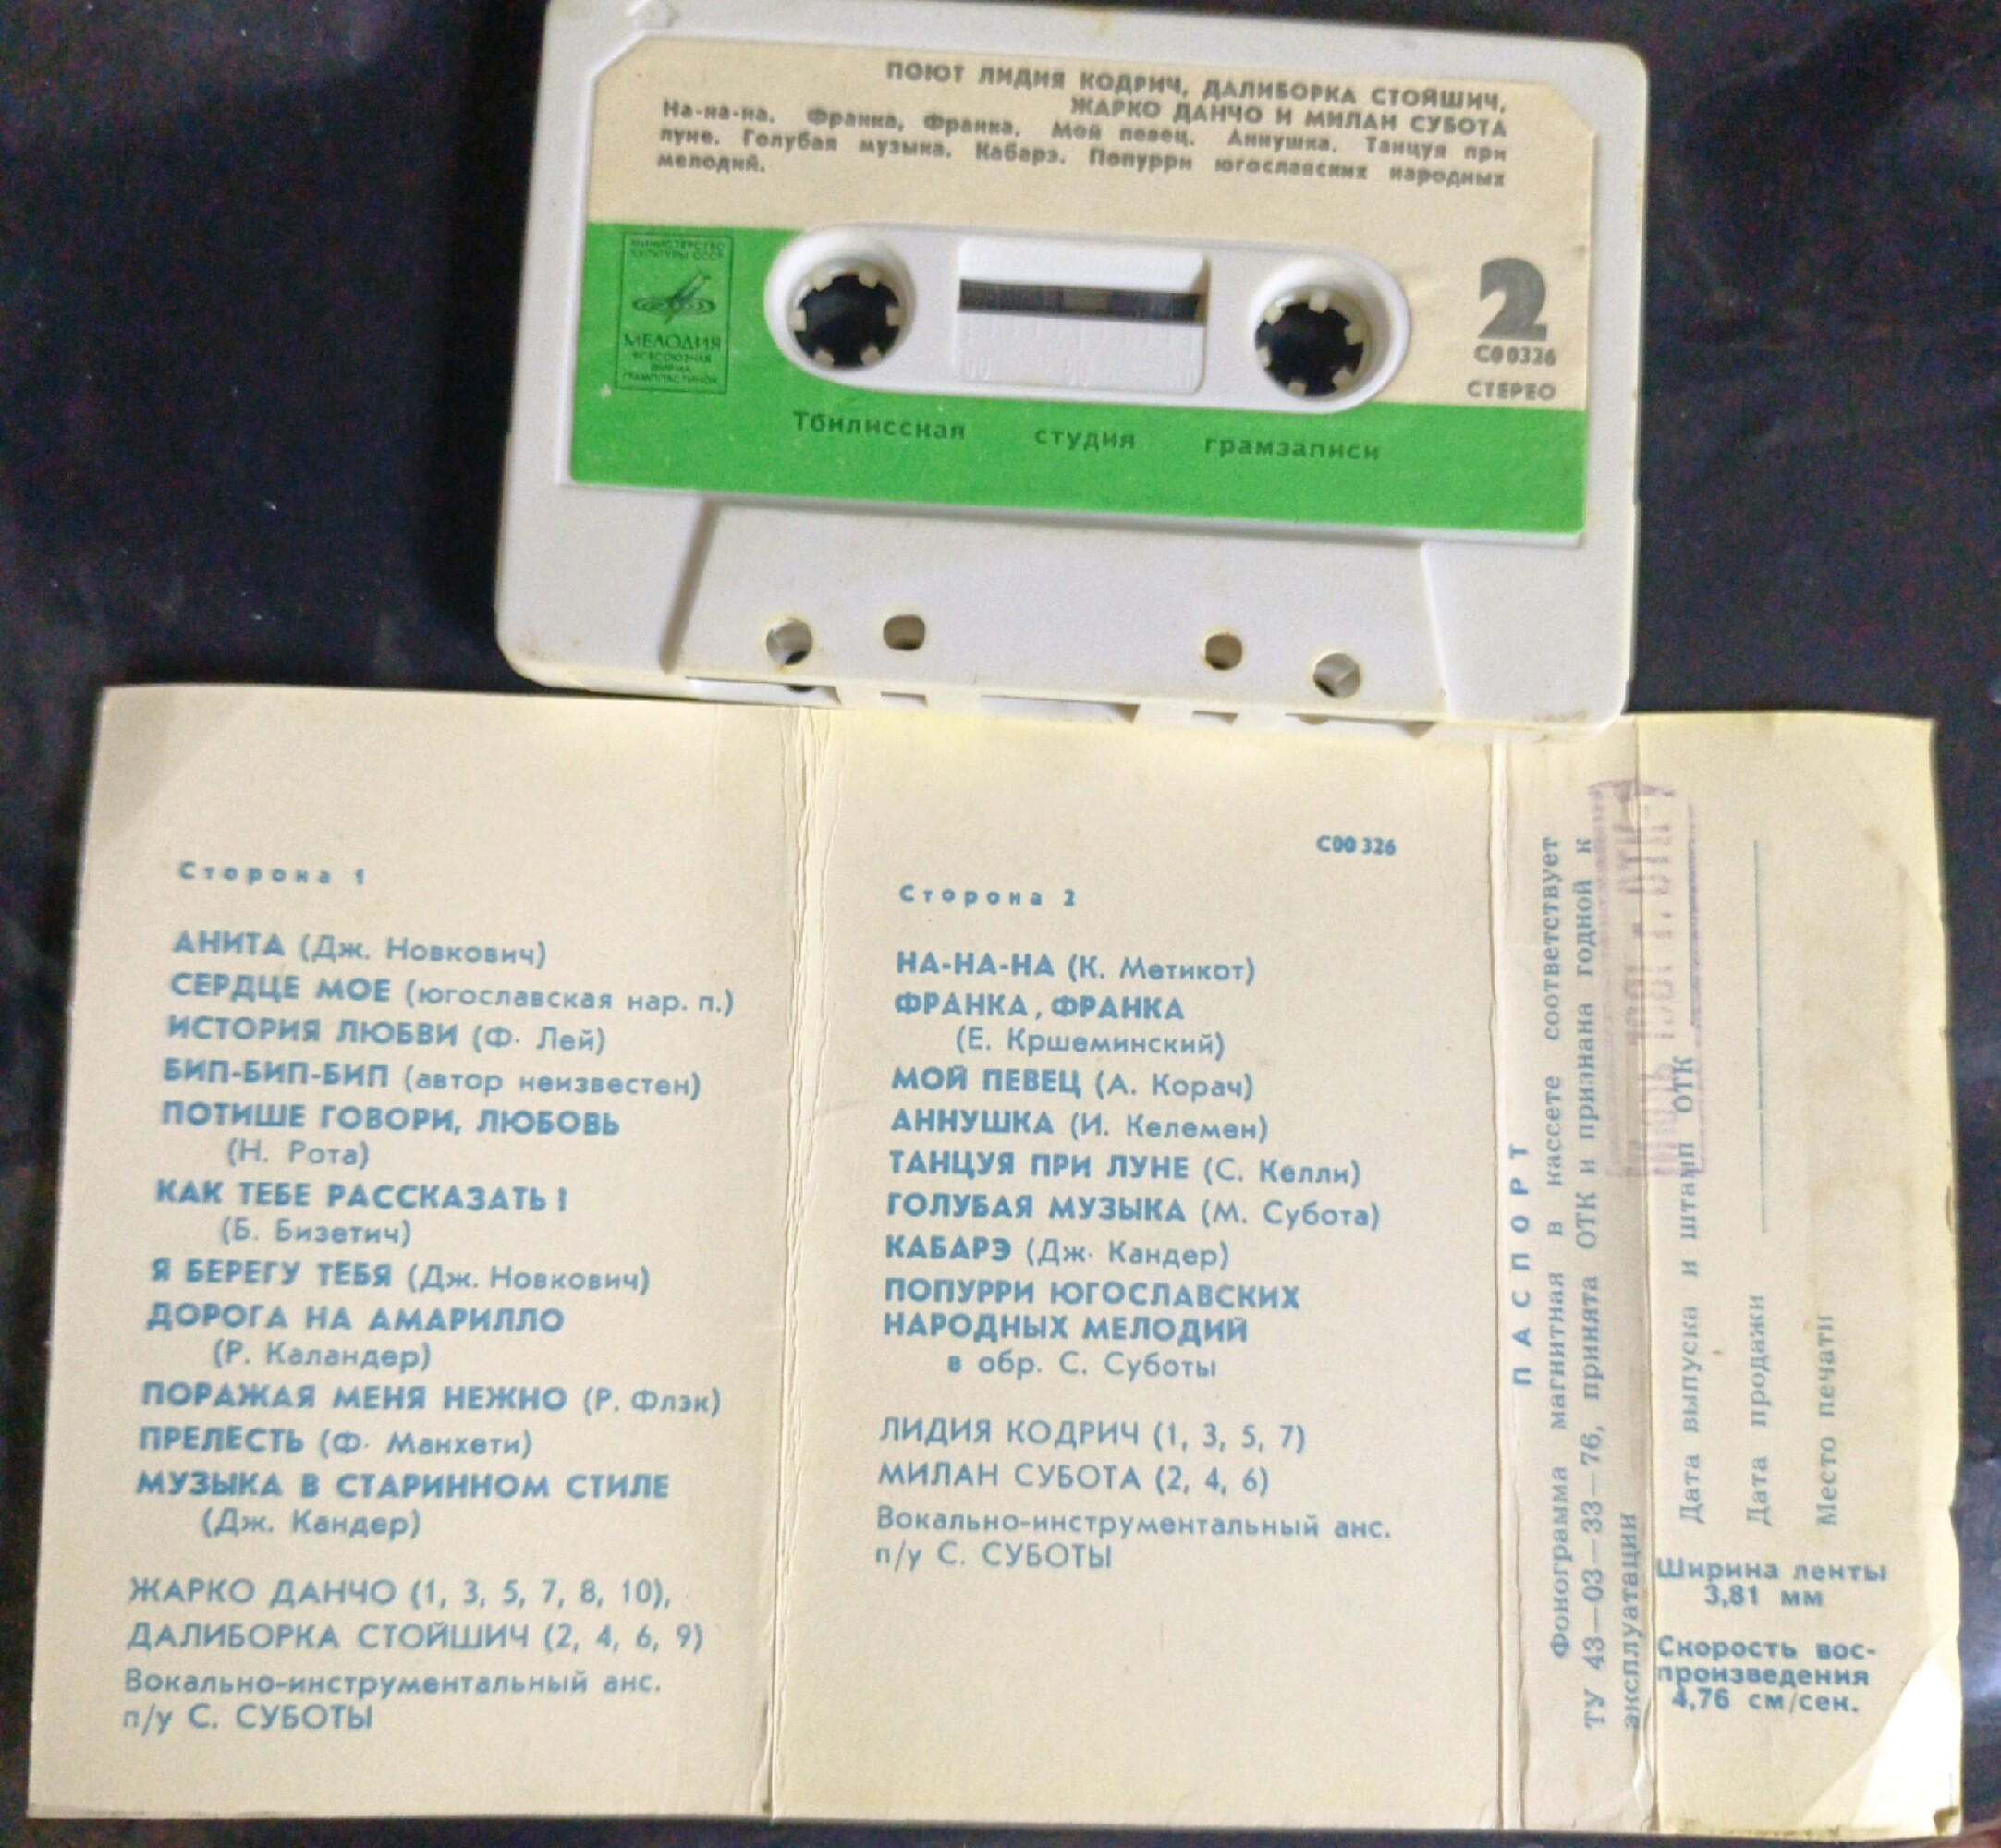 ПОЮТ ЛИДИЯ КОДРИЧ, ДАЛИБОРКА СТОЙШИЧ,
ЖАРКО ДАНЧО И МИЛАН СУБОТА
На-на-на. Франка, Франка. Мой певец. Аннушка. Танцуя при
луне. Голубая музыка. Кабарэ. Попурри югославских народных
мелодий.
МИНИСТЕРСТВО
КУЛЬТУРЫ СССР
МЕЛОДИЯ
ВСЕСОЮЗНАЯ
ФИРМА
ГРАМПЛАСТИНОК
2
С00326
СТЕРЕО
Тбилисская студия грамзаписи
Сторона 1
АНИТА (Дж. Новкович)
СЕРДЦЕ МОЕ (югославская нар. п.)
ИСТОРИЯ ЛЮБВИ (Ф. Лей)
БИП-БИП-БИП (автор неизвестен)
ПОТИШЕ ГОВОРИ, ЛЮБОВЬ
(Н. Рота)
КАК ТЕБЕ РАССКАЗАТЬ!
(Б. Бизетич)
Я БЕРЕГУ ТЕБЯ (Дж. Новкович)
ДОРОГА НА АМАРИЛЛО
(Р. Каландер)
ПОРАЖАЯ МЕНЯ НЕЖНО (Р. Флэк)
ПРЕЛЕСТЬ (Ф. Манхети)
МУЗЫКА В СТАРИННОМ СТИЛЕ
(Дж. Кандер)
ЖАРКО ДАНЧО (1, 3, 5, 7, 8, 10),
ДАЛИБОРКА СТОЙШИЧ (2, 4, 6, 9)
Вокально-инструментальный анс.
п/у С. СУБОТЫ
С00 326
Сторона 2
НА-НА-НА (К. Метикот)
ФРАНКА, ФРАНКА
(Е. Кршеминский)
МОЙ ПЕВЕЦ (А. Корач)
АННУШКА (И. Келемен)
ТАНЦУЯ ПРИ ЛУНЕ (С. Келли)
ГОЛУБАЯ МУЗЫКА (М. Субота)
КАБАРЭ (Дж. Кандер)
ПОПУРРИ ЮГОСЛАВСКИХ
НАРОДНЫХ МЕЛОДИЙ
в обр. С. Суботы
ЛИДИЯ КОДРИЧ (1, 3, 5, 7)
МИЛАН СУБОТА (2, 4, 6)
Вокально-инструментальный анс.
п/у С. СУБОТЫ
ПАСПОРТ
Фонограмма магнитная в кассете соответствует
ТУ 43—03—33—76, принята ОТК и признана годной к
эксплуатации
Дата выпуска и штамп ОТК
Дата продажи
Место печати
Ширина ленты
3,81 мм
Скорость вос-
произведения
4,76 см/сек.